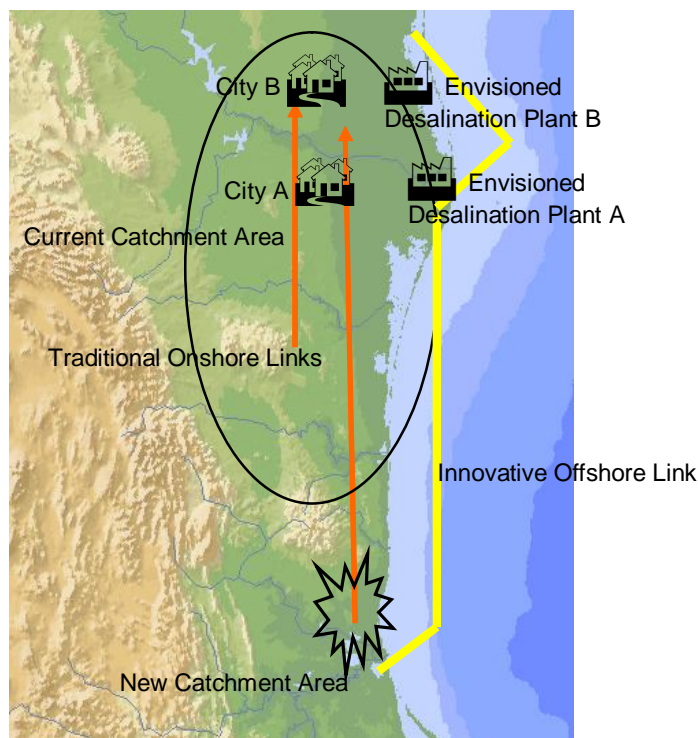 City B
Envisioned
Desalination Plant B
City A
Envisioned
Desalination Plant A
Current Catchment Area
Traditional Onshore Links
Innovative Offshore Link
New Catchment Area